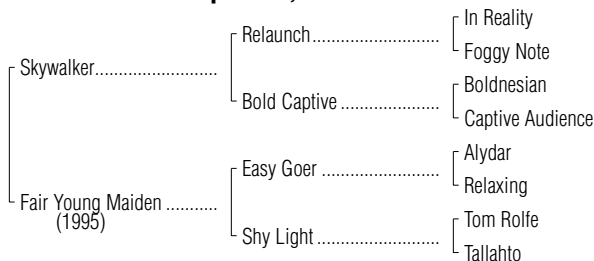 In Reality
Relaunch
Foggy Note
Skywalker
Boldnesian
Bold Captive
Captive Audience
Alydar
Easy Goer
Relaxing
Fair Young Maiden
(1995)
Tom Rolfe
Shy Light
Tallahto